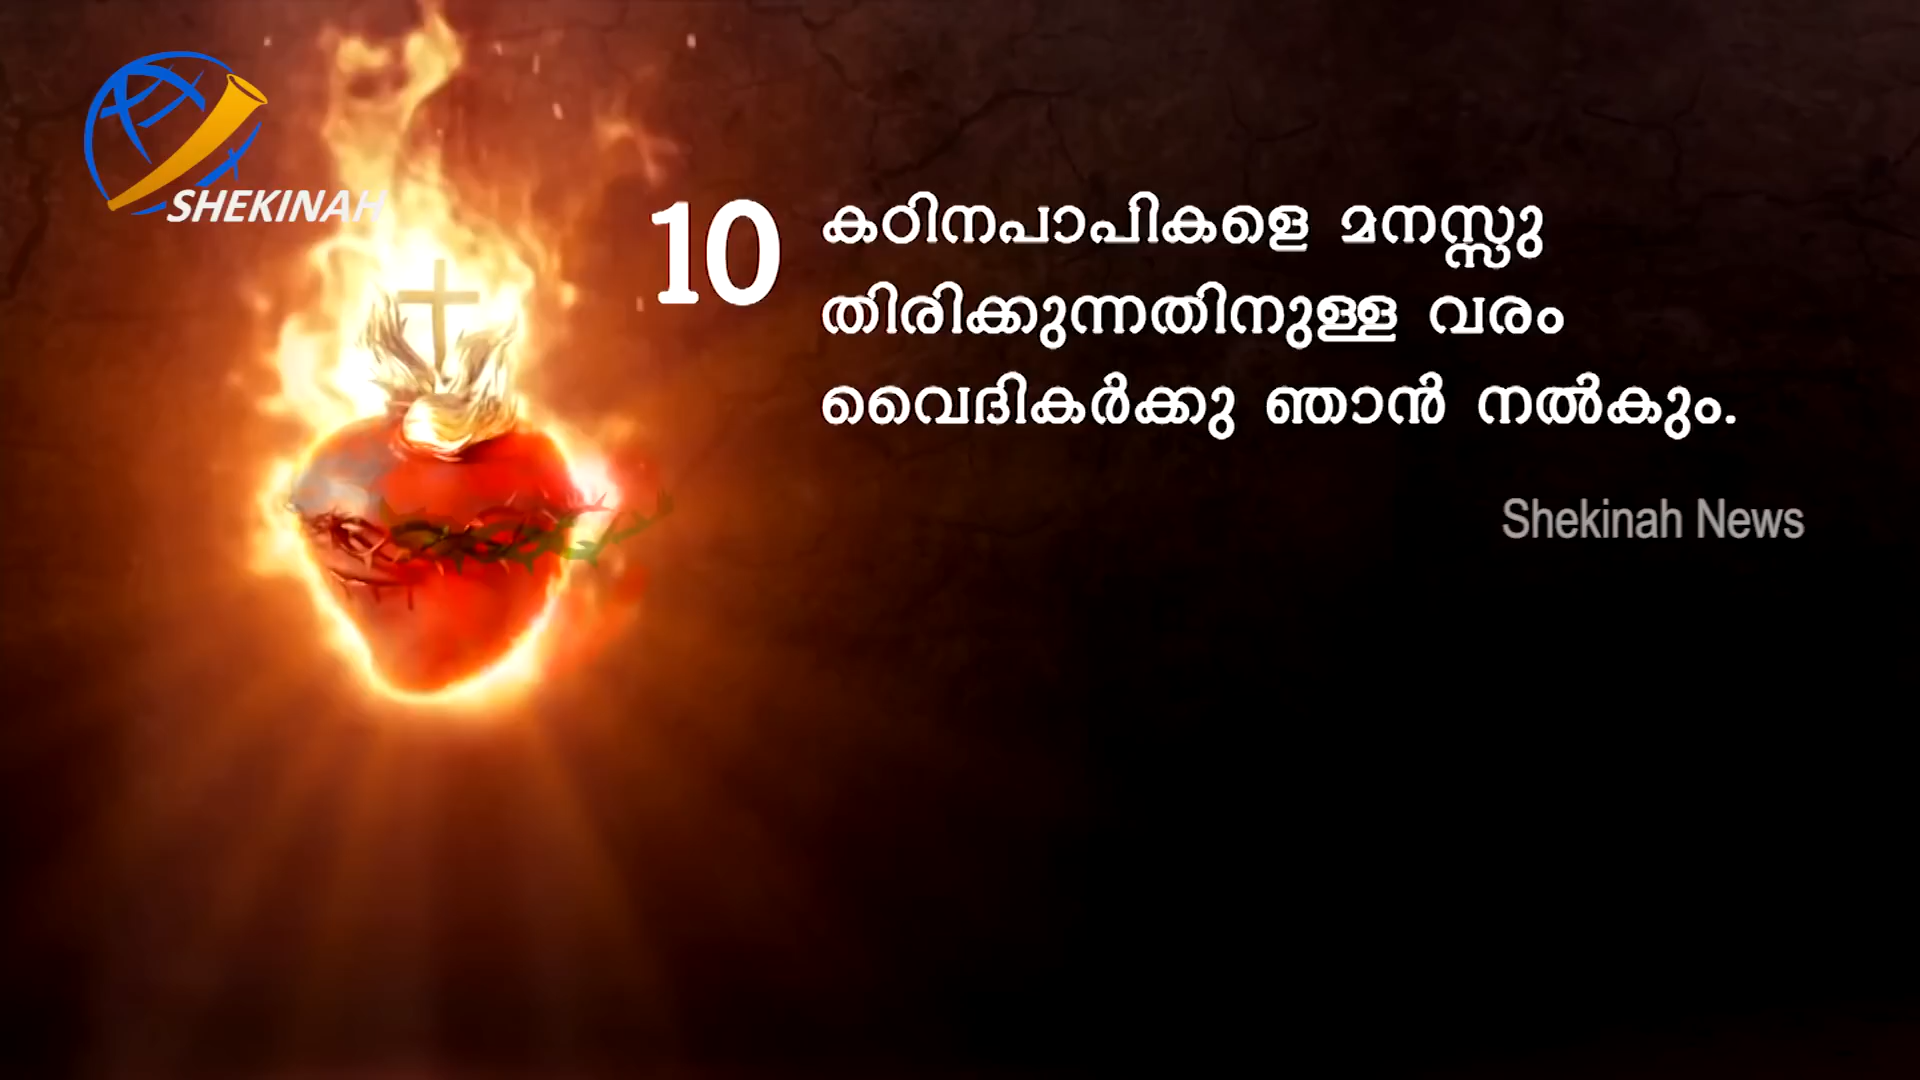 SHEKINAH
10 കഠിനപാപികളെ മനസ്സു
തിരിക്കുന്നതിനുള്ള വരം
വൈദികർക്കു ഞാൻ നൽകും.
Shekinah News